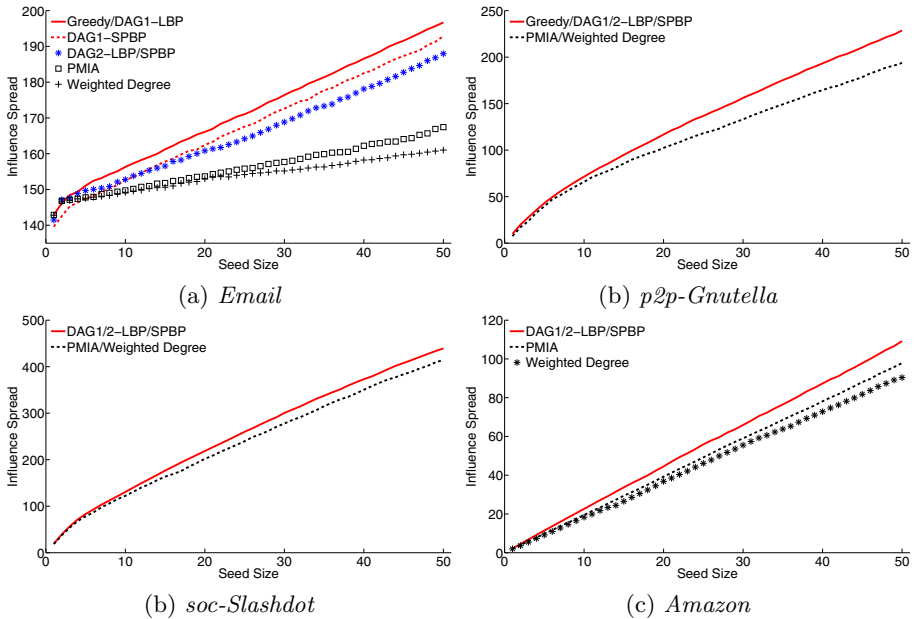 200
190
180
170
160
150
140
Influence Spread
Greedy/DAG1−LBP
DAG1−SPBP
DAG2−LBP/SPBP
PMIA
Weighted Degree
0 10 20 30 40 50
Seed Size
(a) Email
250
200
150
100
50
0
Influence Spread
Greedy/DAG1/2−LBP/SPBP
PMIA/Weighted Degree
0 10 20 30 40 50
Seed Size
(b) p2p-Gnutella
500
400
300
200
100
0
Influence Spread
DAG1/2−LBP/SPBP
PMIA/Weighted Degree
0 10 20 30 40 50
Seed Size
(b) soc-Slashdot
120
100
80
60
40
20
0
Influence Spread
DAG1/2−LBP/SPBP
PMIA
Weighted Degree
0 10 20 30 40 50
Seed Size
(c) Amazon